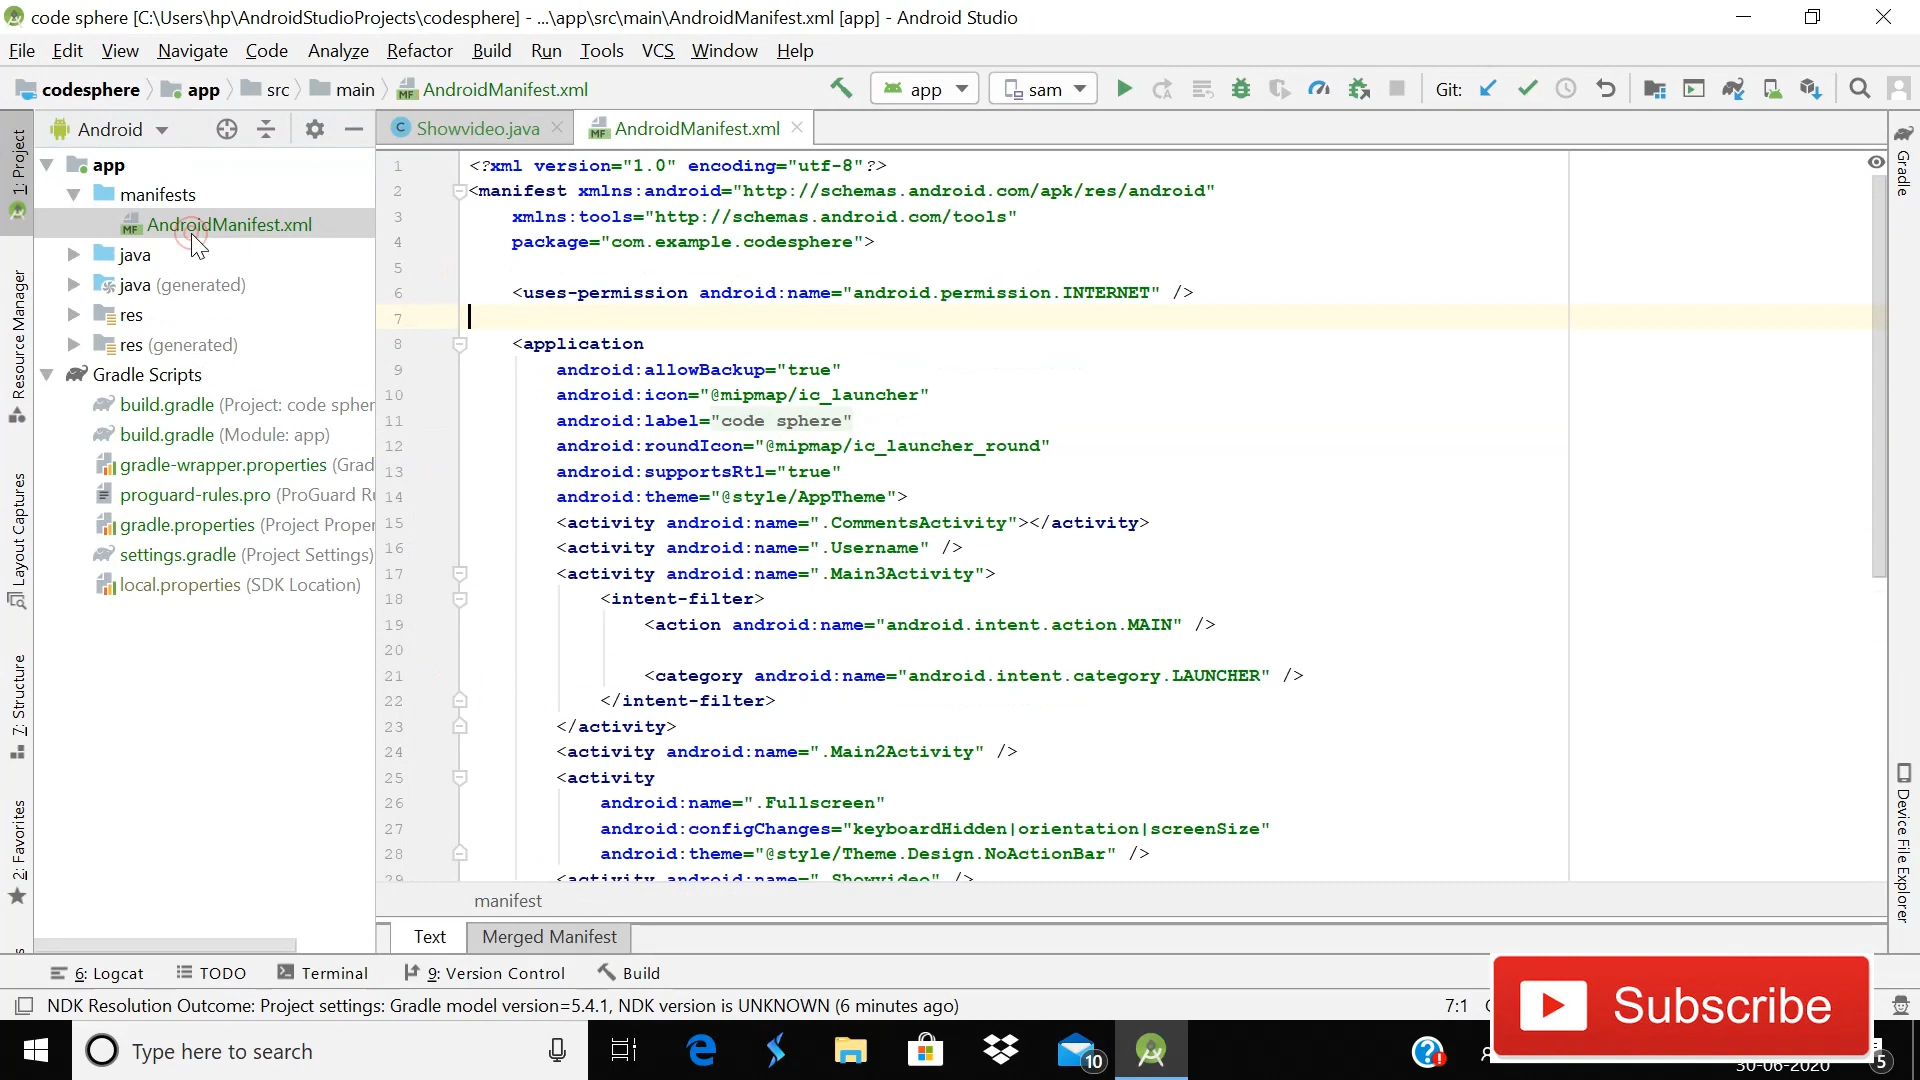 code sphere [C:\Users\hp\AndroidStudioProjects\codesphere] - ...\app\src\main\AndroidManifest.xml [app] - Android Studio
File Edit View Navigate Code Analyze Refactor Build Run Tools VCS Window Help
codesphere app src main AndroidManifest.xml app sam Git:
Android
Showvideo.java AndroidManifest.xml
app
manifests
AndroidManifest.xml
java
java (generated)
res
res (generated)
Gradle Scripts
build.gradle (Project: code spher
build.gradle (Module: app)
gradle-wrapper.properties (Grad
proguard-rules.pro (ProGuard Ru
gradle.properties (Project Proper
settings.gradle (Project Settings)
local.properties (SDK Location)
1: Project
Resource Manager
Layout Captures
7: Structure
2: Favorites
1 <?xml version="1.0" encoding="utf-8"?>
2 <manifest xmlns:android="http://schemas.android.com/apk/res/android"
3 xmlns:tools="http://schemas.android.com/tools"
4 package="com.example.codesphere">
5
6 <uses-permission android:name="android.permission.INTERNET" />
7
8 <application
9 android:allowBackup="true"
10 android:icon="@mipmap/ic_launcher"
11 android:label="code sphere"
12 android:roundIcon="@mipmap/ic_launcher_round"
13 android:supportsRtl="true"
14 android:theme="@style/AppTheme">
15 <activity android:name=".CommentsActivity"></activity>
16 <activity android:name=".Username" />
17 <activity android:name=".Main3Activity">
18 <intent-filter>
19 <action android:name="android.intent.action.MAIN" />
20
21 <category android:name="android.intent.category.LAUNCHER" />
22 </intent-filter>
23 </activity>
24 <activity android:name=".Main2Activity" />
25 <activity
26 android:name=".Fullscreen"
27 android:configChanges="keyboardHidden|orientation|screenSize"
28 android:theme="@style/Theme.Design.NoActionBar" />
29 <activity android:name=".Showvideo" />
manifest
Text Merged Manifest
Gradle
Device File Explorer
6: Logcat TODO Terminal 9: Version Control Build
NDK Resolution Outcome: Project settings: Gradle model version=5.4.1, NDK version is UNKNOWN (6 minutes ago) 7:1
Subscribe
Type here to search
10
30-06-2020
5